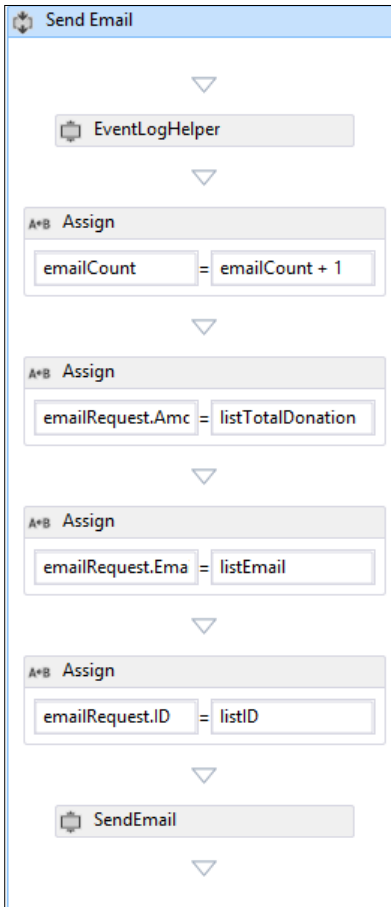 Send Email
EventLogHelper
A+B Assign
emailCount = emailCount + 1
A+B Assign
emailRequest.Amc = listTotalDonation
A+B Assign
emailRequest.Ema = listEmail
A+B Assign
emailRequest.ID = listID
SendEmail